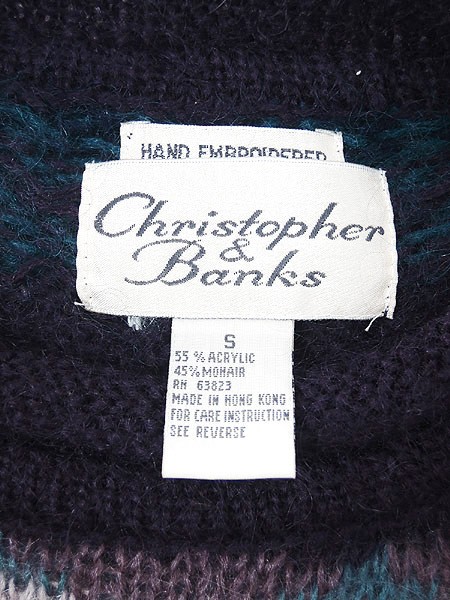 HAND EMBROIDERED
Christopher
&
Banks
S
55 % ACRYLIC
45% MOHAIR
RN 63823
MADE IN HONG KONG
FOR CARE INSTRUCTION
SEE REVERSE